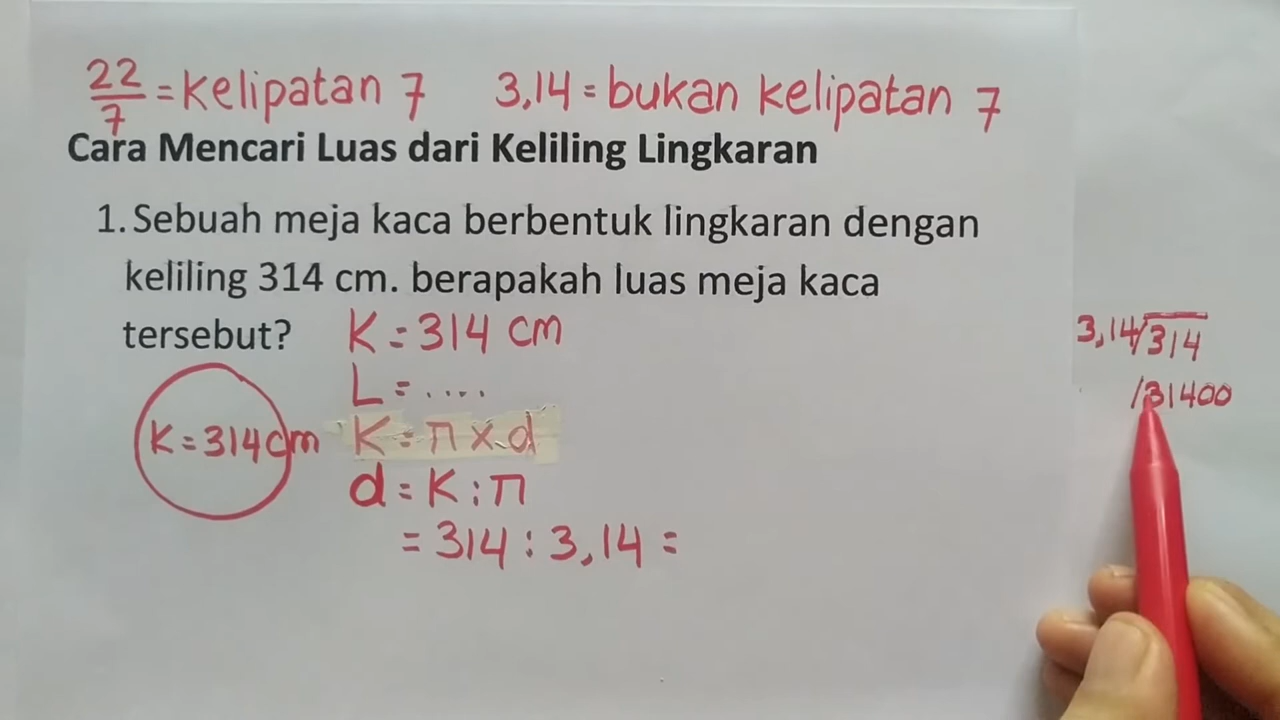 22/7 = Kelipatan 7 3,14 = bukan kelipatan 7
Cara Mencari Luas dari Keliling Lingkaran
1. Sebuah meja kaca berbentuk lingkaran dengan
keliling 314 cm. berapakah luas meja kaca
tersebut? K = 314 cm
L = ....
K = 314 cm K = π x d
d = K : π
= 314 : 3,14 =
3,14/314
/31400